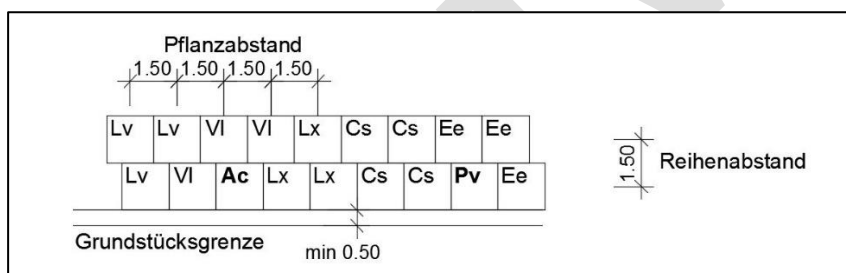 Pflanzabstand
1.50 1.50 1.50 1.50
Lv Lv Vl Vl Lx Cs Cs Ee Ee
1.50 Reihenabstand
Lv Vl Ac Lx Lx Cs Cs Pv Ee
Grundstücksgrenze
min 0.50